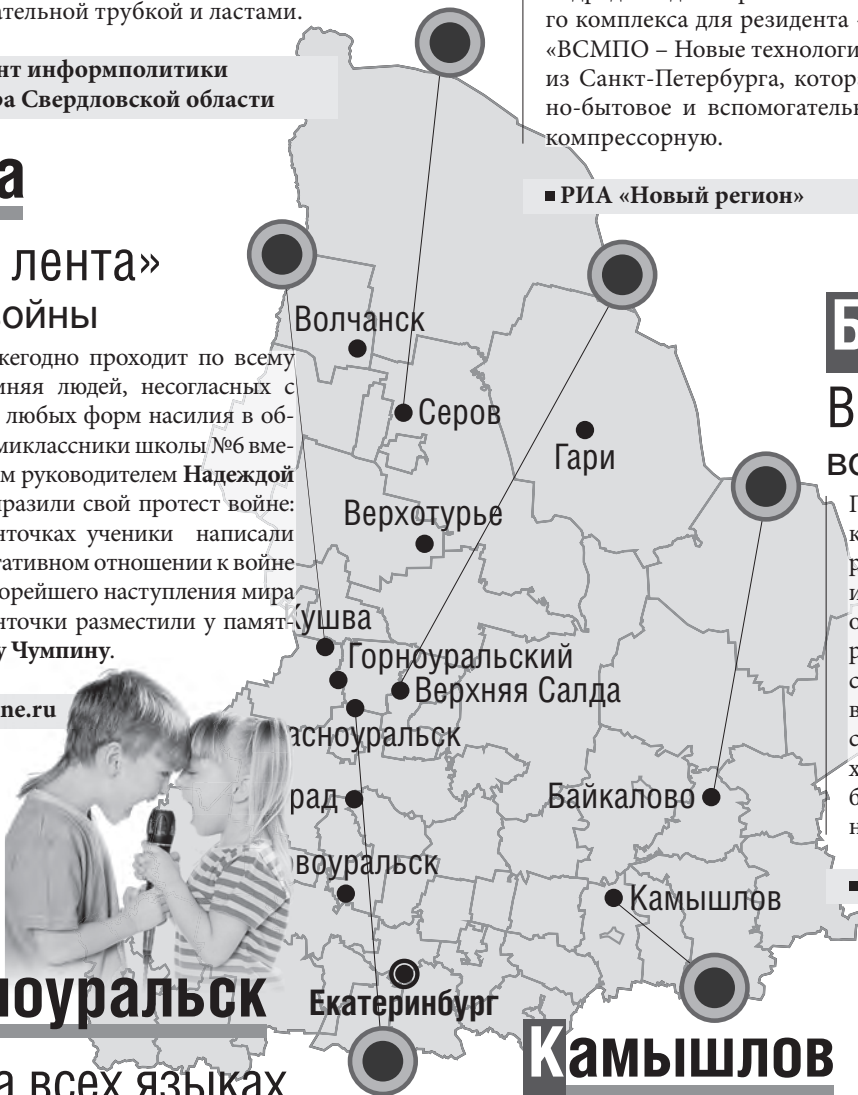 ательной трубкой и ластами.
нт информполитики
ра Свердловской области
а
лента»
ойны
жегодно проходит по всему
иняя людей, несогласных с
любых форм насилия в об-
миклассники школы №6 вме-
м руководителем Надеждой
разили свой протест войне:
нточках ученики написали
гативном отношении к войне
орейшего наступления мира
нточки разместили у памят-
у Чумпину.
ne.ru
го комплекса для резидента
«ВСМПО – Новые технологи
из Санкт-Петербурга, котор
но-бытовое и вспомогательн
компрессорную.
■ РИА «Новый регион»
Волчанск
Серов
Гари
Верхотурье
Кушва
Горноуральский
Верхняя Салда
асноуральск
рад
Байкалово
овоуральск
Камышлов
Екатеринбург
ноуральск
а всех языках
Камышлов
Б
В
во